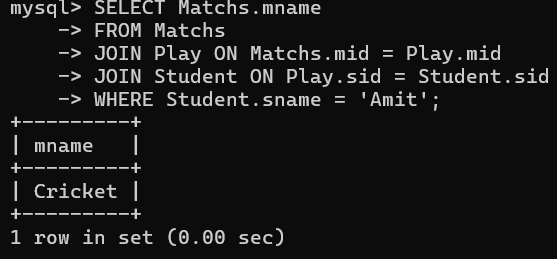 mysql> SELECT Matchs.mname
    -> FROM Matchs
    -> JOIN Play ON Matchs.mid = Play.mid
    -> JOIN Student ON Play.sid = Student.sid
    -> WHERE Student.sname = 'Amit';
+---------+
| mname   |
+---------+
| Cricket |
+---------+
1 row in set (0.00 sec)